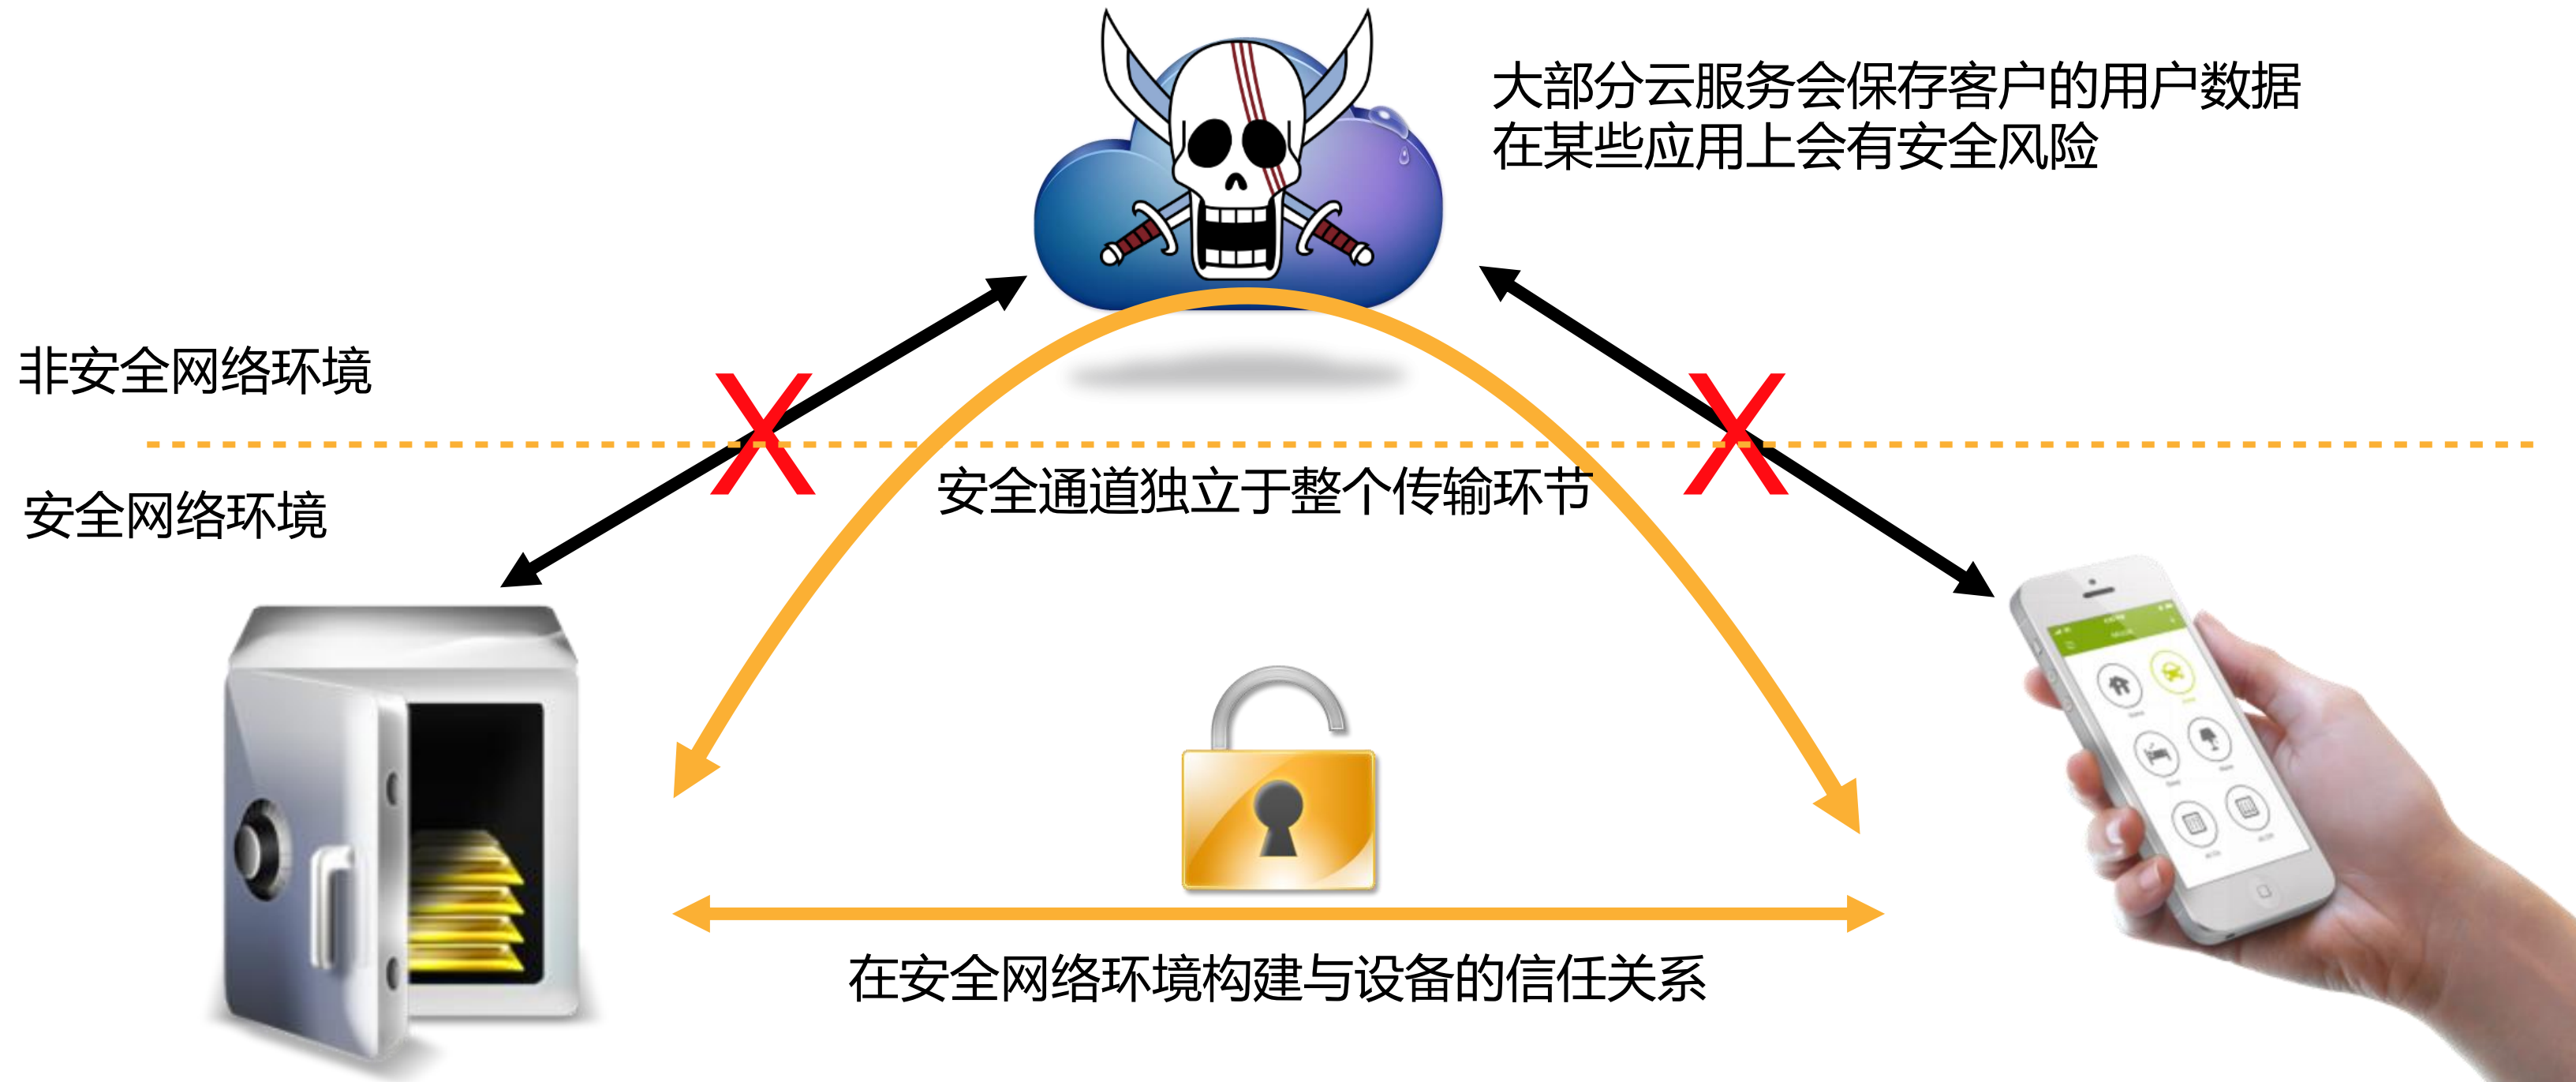 大部分云服务会保存客户的用户数据
在某些应用上会有安全风险
非安全网络环境
安全通道独立于整个传输环节
安全网络环境
在安全网络环境构建与设备的信任关系